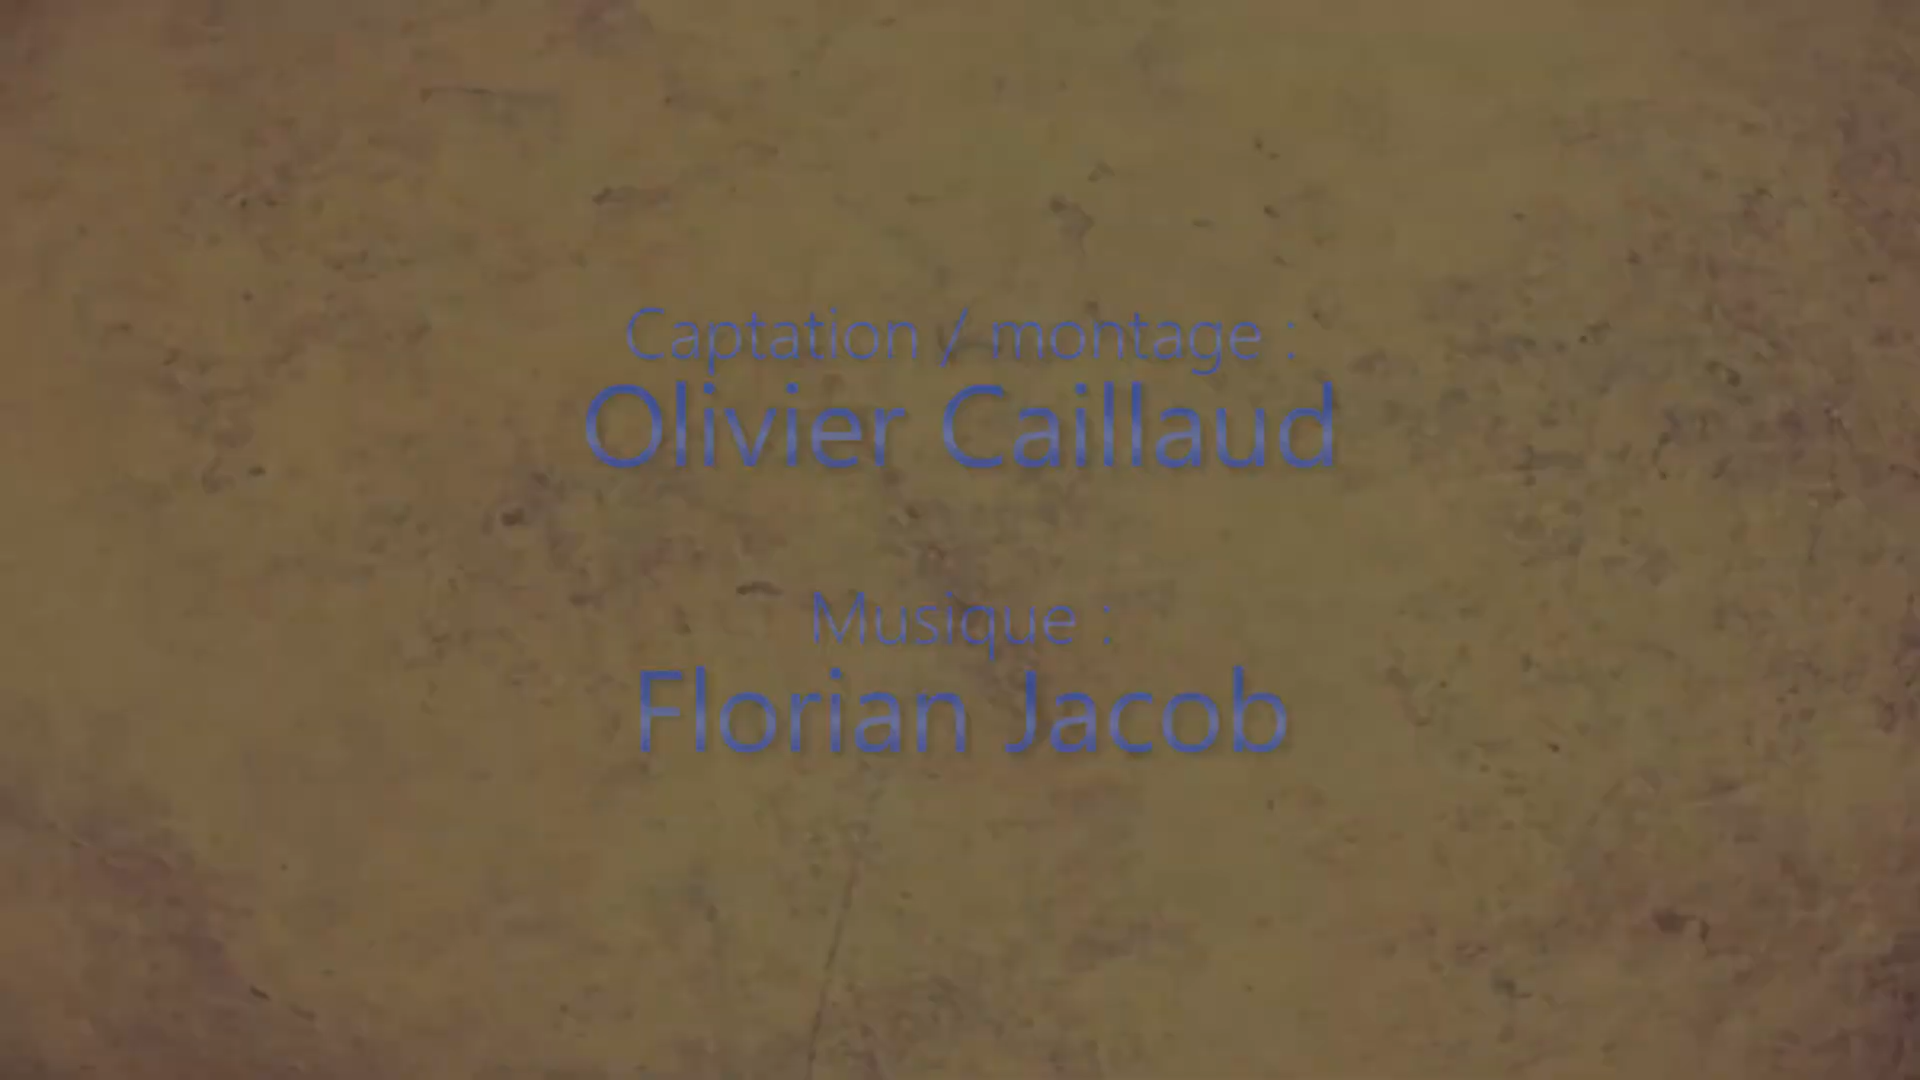 Captation / montage :
Olivier Caillaud
Musique :
Florian Jacob